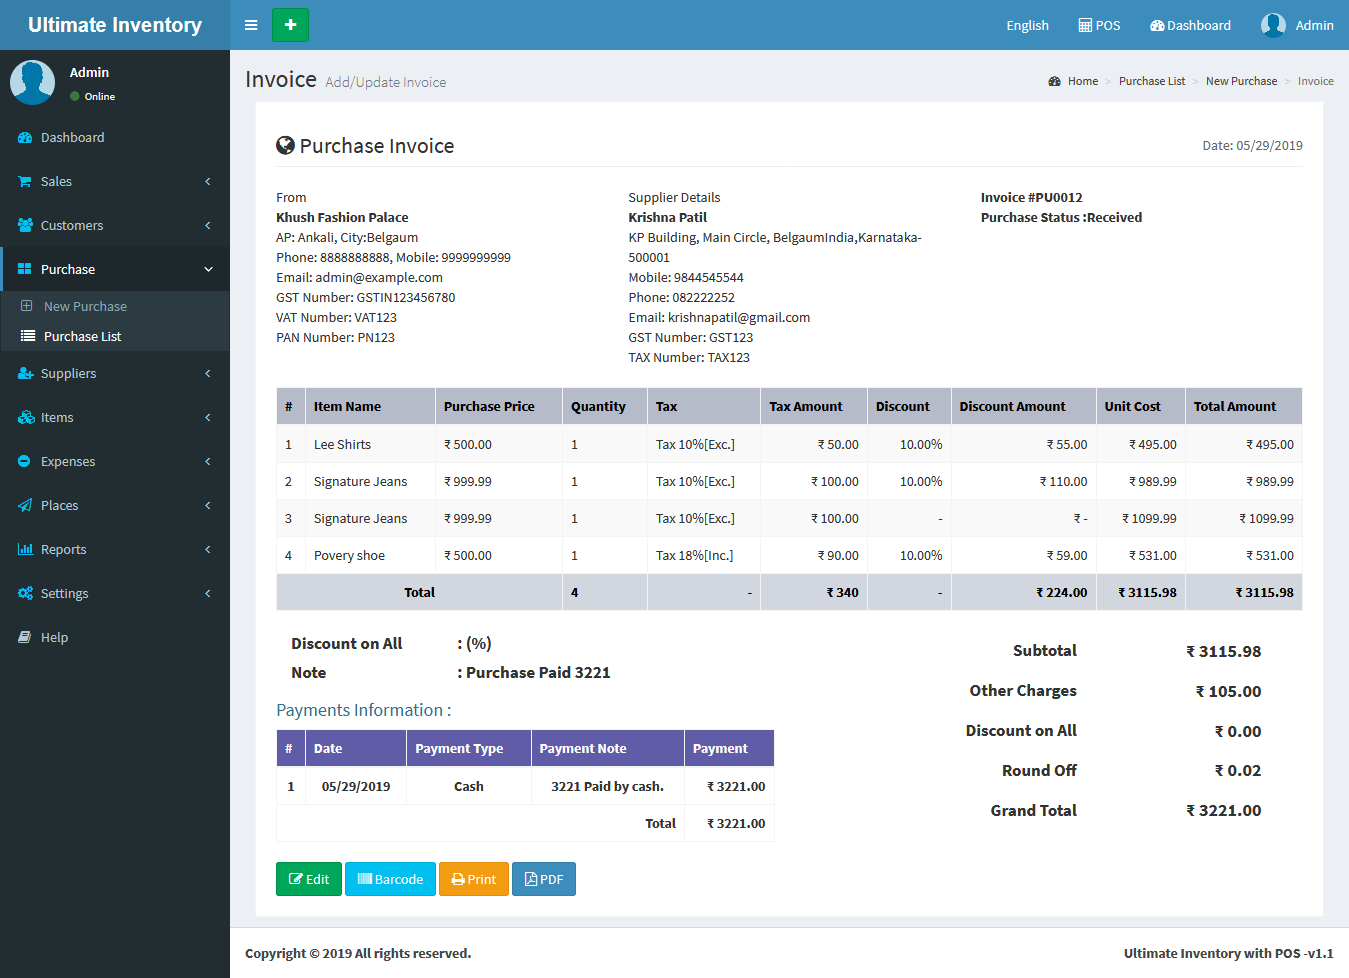 Ultimate Inventory
English POS Dashboard Admin
Admin
Online
Dashboard
Sales
Customers
Purchase
New Purchase
Purchase List
Suppliers
Items
Expenses
Places
Reports
Settings
Help
Invoice Add/Update Invoice
Home > Purchase List > New Purchase > Invoice
Purchase Invoice
Date: 05/29/2019
From
Khush Fashion Palace
AP: Ankali, City:Belgaum
Phone: 8888888888, Mobile: 9999999999
Email: admin@example.com
GST Number: GSTIN123456780
VAT Number: VAT123
PAN Number: PN123
Supplier Details
Krishna Patil
KP Building, Main Circle, BelgaumIndia,Karnataka-
500001
Mobile: 9844545544
Phone: 082222252
Email: krishnapatil@gmail.com
GST Number: GST123
TAX Number: TAX123
Invoice #PU0012
Purchase Status :Received
# Item Name Purchase Price Quantity Tax Tax Amount Discount Discount Amount Unit Cost Total Amount
1 Lee Shirts ₹ 500.00 1 Tax 10%[Exc.] ₹ 50.00 10.00% ₹ 55.00 ₹ 495.00 ₹ 495.00
2 Signature Jeans ₹ 999.99 1 Tax 10%[Exc.] ₹ 100.00 10.00% ₹ 110.00 ₹ 989.99 ₹ 989.99
3 Signature Jeans ₹ 999.99 1 Tax 10%[Exc.] ₹ 100.00 - ₹ - ₹ 1099.99 ₹ 1099.99
4 Povery shoe ₹ 500.00 1 Tax 18%[Inc.] ₹ 90.00 10.00% ₹ 59.00 ₹ 531.00 ₹ 531.00
Total 4 - ₹ 340 - ₹ 224.00 ₹ 3115.98 ₹ 3115.98
Discount on All : (%)
Note : Purchase Paid 3221
Payments Information :
# Date Payment Type Payment Note Payment
1 05/29/2019 Cash 3221 Paid by cash. ₹ 3221.00
Total ₹ 3221.00
Subtotal ₹ 3115.98
Other Charges ₹ 105.00
Discount on All ₹ 0.00
Round Off ₹ 0.02
Grand Total ₹ 3221.00
Edit Barcode Print PDF
Copyright © 2019 All rights reserved.
Ultimate Inventory with POS -v1.1